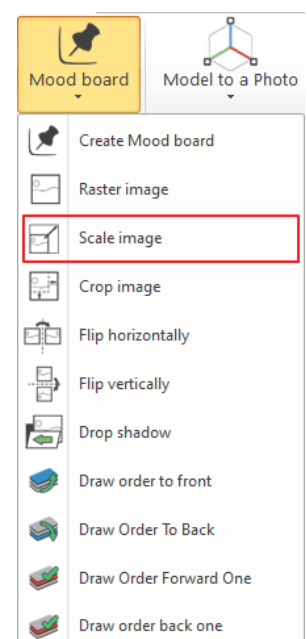 Mood board
Model to a Photo
Create Mood board
Raster image
Scale image
Crop image
Flip horizontally
Flip vertically
Drop shadow
Draw order to front
Draw Order To Back
Draw Order Forward One
Draw order back one